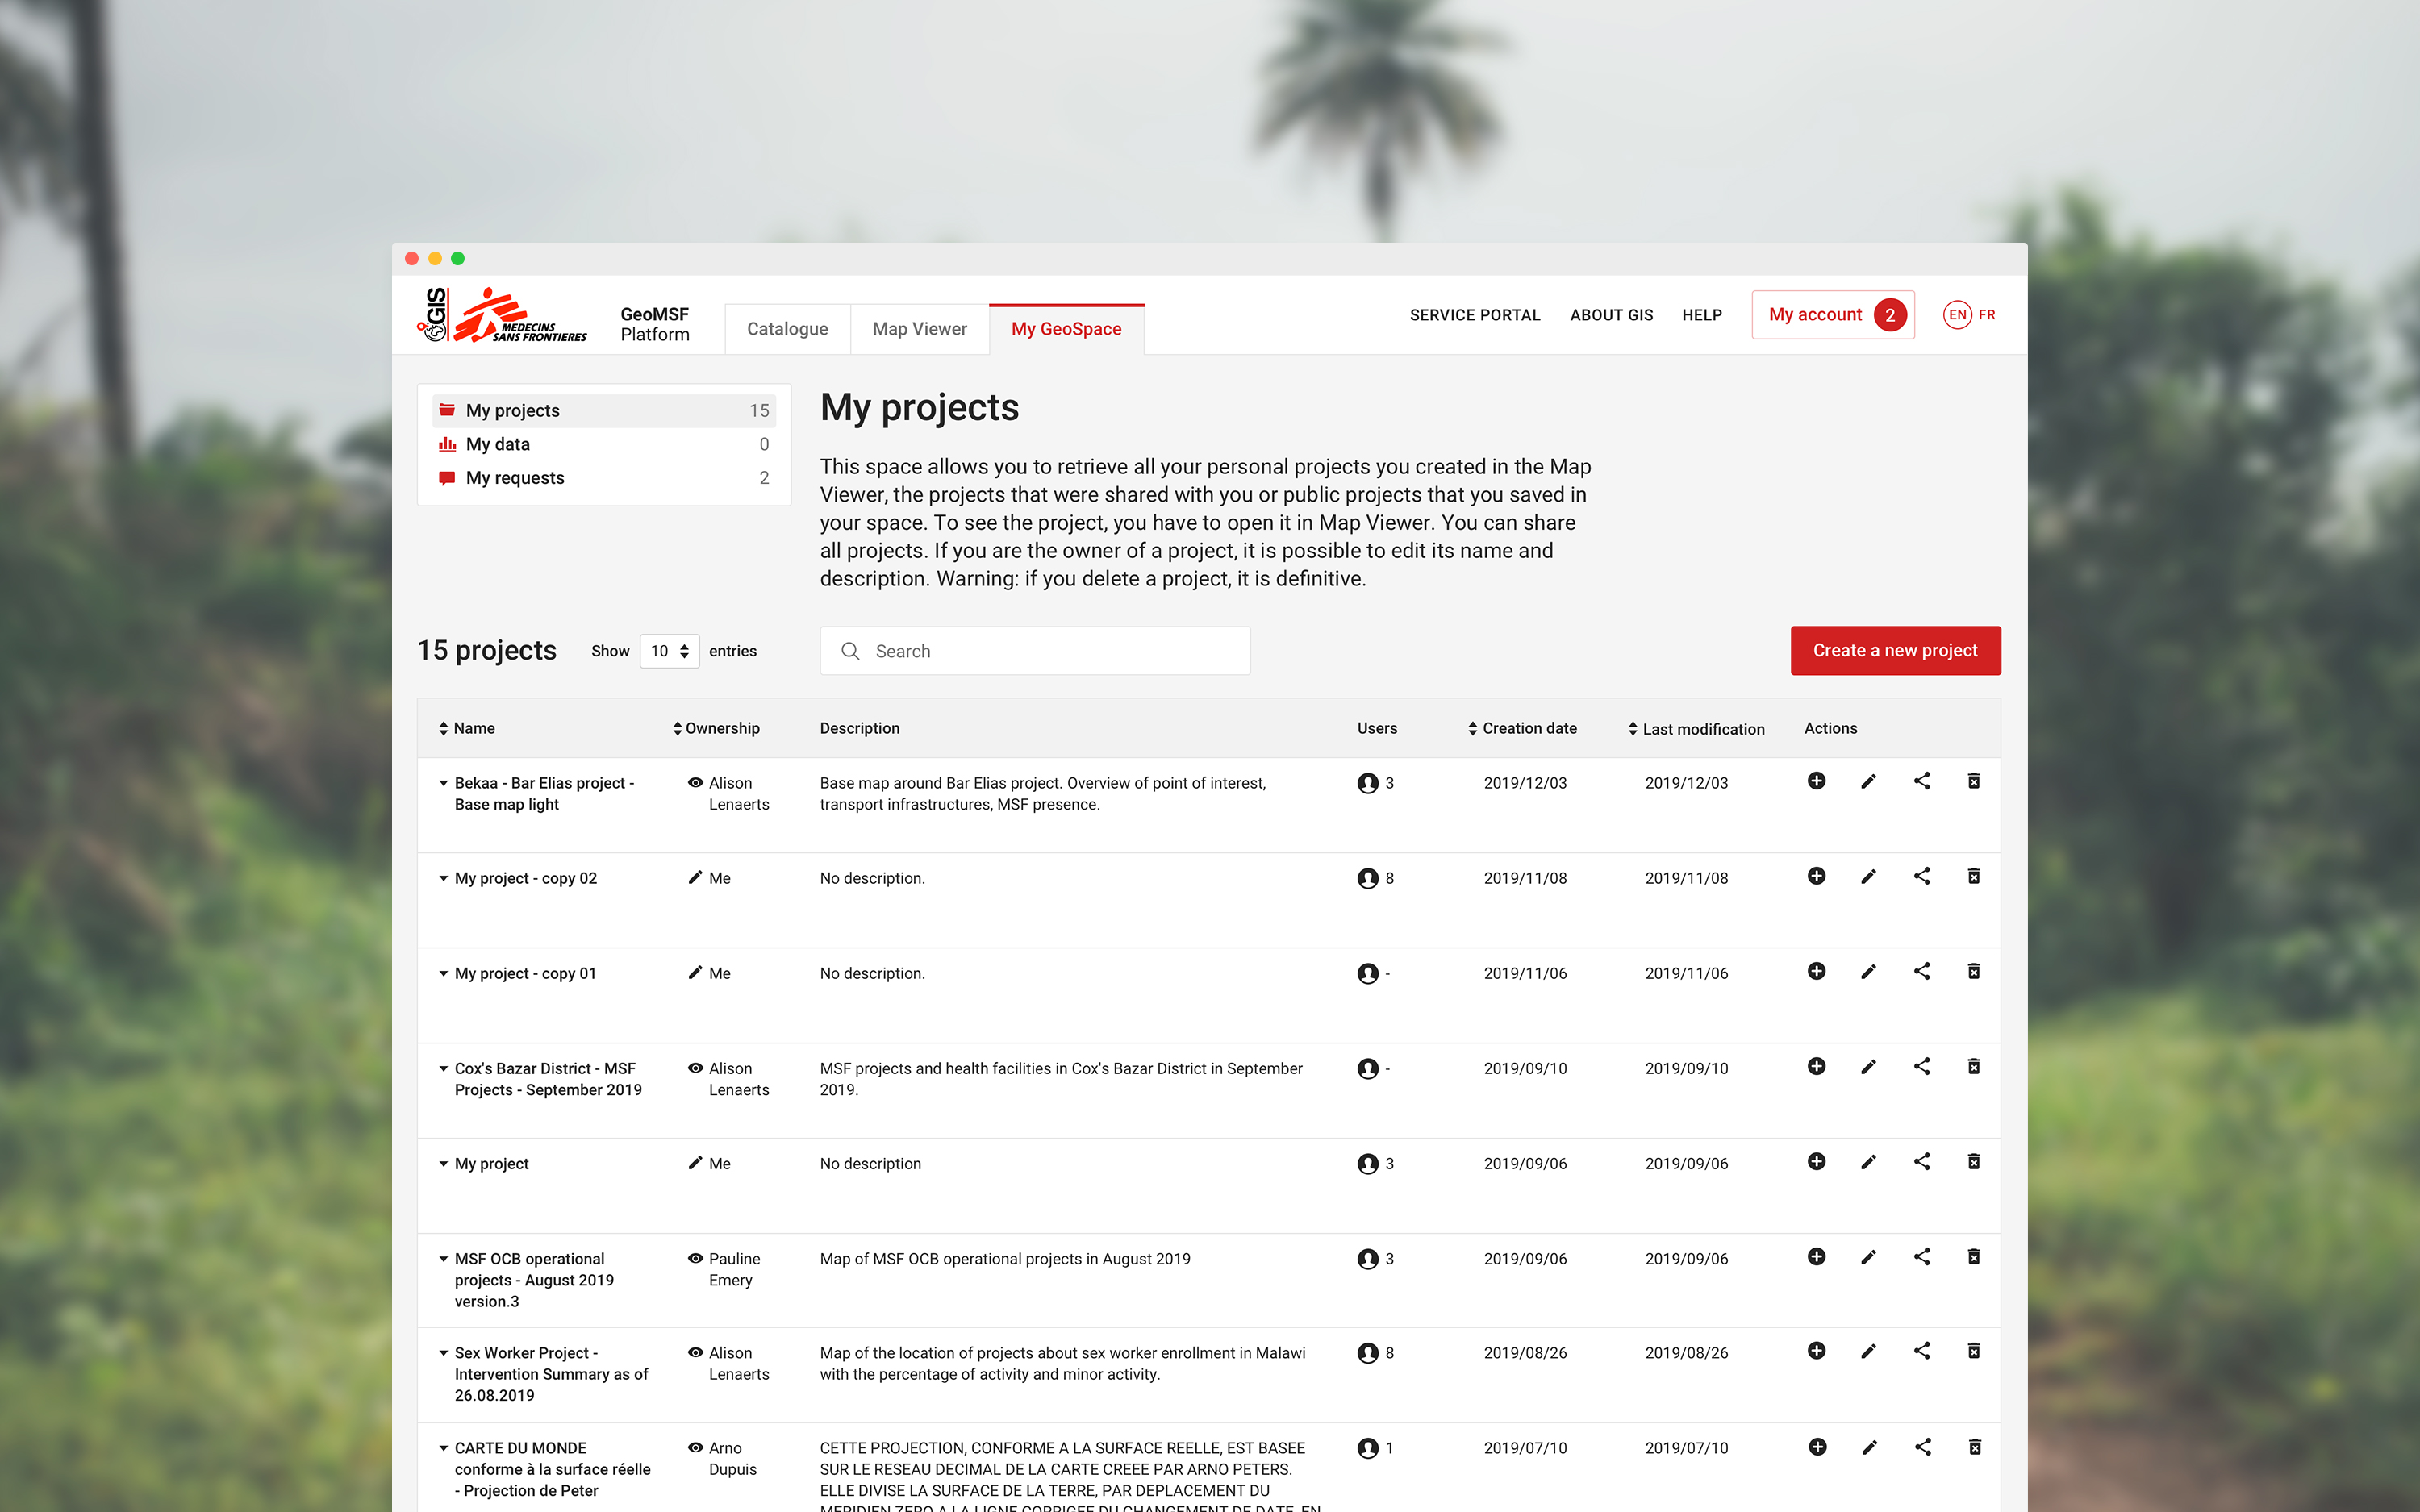 GIS
MEDECINS
SANS FRONTIERES
GeoMSF
Platform
Catalogue
Map Viewer
My GeoSpace
SERVICE PORTAL
ABOUT GIS
HELP
My account 2
EN FR
My projects 15
My data 0
My requests 2
My projects
This space allows you to retrieve all your personal projects you created in the Map
Viewer, the projects that were shared with you or public projects that you saved in
your space. To see the project, you have to open it in Map Viewer. You can share
all projects. If you are the owner of a project, it is possible to edit its name and
description. Warning: if you delete a project, it is definitive.
15 projects
Show 10 entries
Search
Create a new project
Name Ownership Description Users Creation date Last modification Actions
Bekaa - Bar Elias project - Alison Base map around Bar Elias project. Overview of point of interest, 3 2019/12/03 2019/12/03
Base map light Lenaerts transport infrastructures, MSF presence.
My project - copy 02 Me No description. 8 2019/11/08 2019/11/08
My project - copy 01 Me No description. - 2019/11/06 2019/11/06
Cox's Bazar District - MSF Alison MSF projects and health facilities in Cox's Bazar District in September - 2019/09/10 2019/09/10
Projects - September 2019 Lenaerts 2019.
My project Me No description 3 2019/09/06 2019/09/06
MSF OCB operational Pauline Map of MSF OCB operational projects in August 2019 3 2019/09/06 2019/09/06
projects - August 2019 Emery
version.3
Sex Worker Project - Alison Map of the location of projects about sex worker enrollment in Malawi 8 2019/08/26 2019/08/26
Intervention Summary as of Lenaerts with the percentage of activity and minor activity.
26.08.2019
CARTE DU MONDE Arno CETTE PROJECTION, CONFORME A LA SURFACE REELLE, EST BASEE 1 2019/07/10 2019/07/10
conforme à la surface réelle Dupuis SUR LE RESEAU DECIMAL DE LA CARTE CREEE PAR ARNO PETERS.
- Projection de Peter ELLE DIVISE LA SURFACE DE LA TERRE, PAR DEPLACEMENT DU
MERIDIEN ZERO A LA LIGNE CORRIGEE DU CHANGEMENT DE DATE, EN